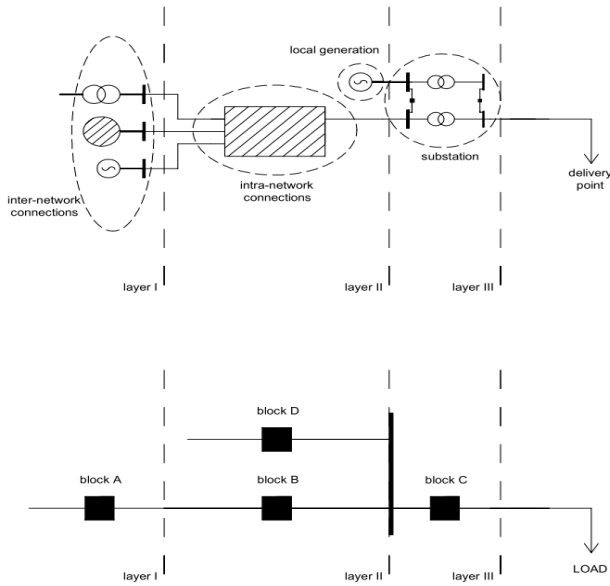 local generation
substation
inter-network
connections
intra-network
connections
delivery
point
layer I
layer II
layer III
block D
block A
block B
block C
layer I
layer II
layer III
LOAD